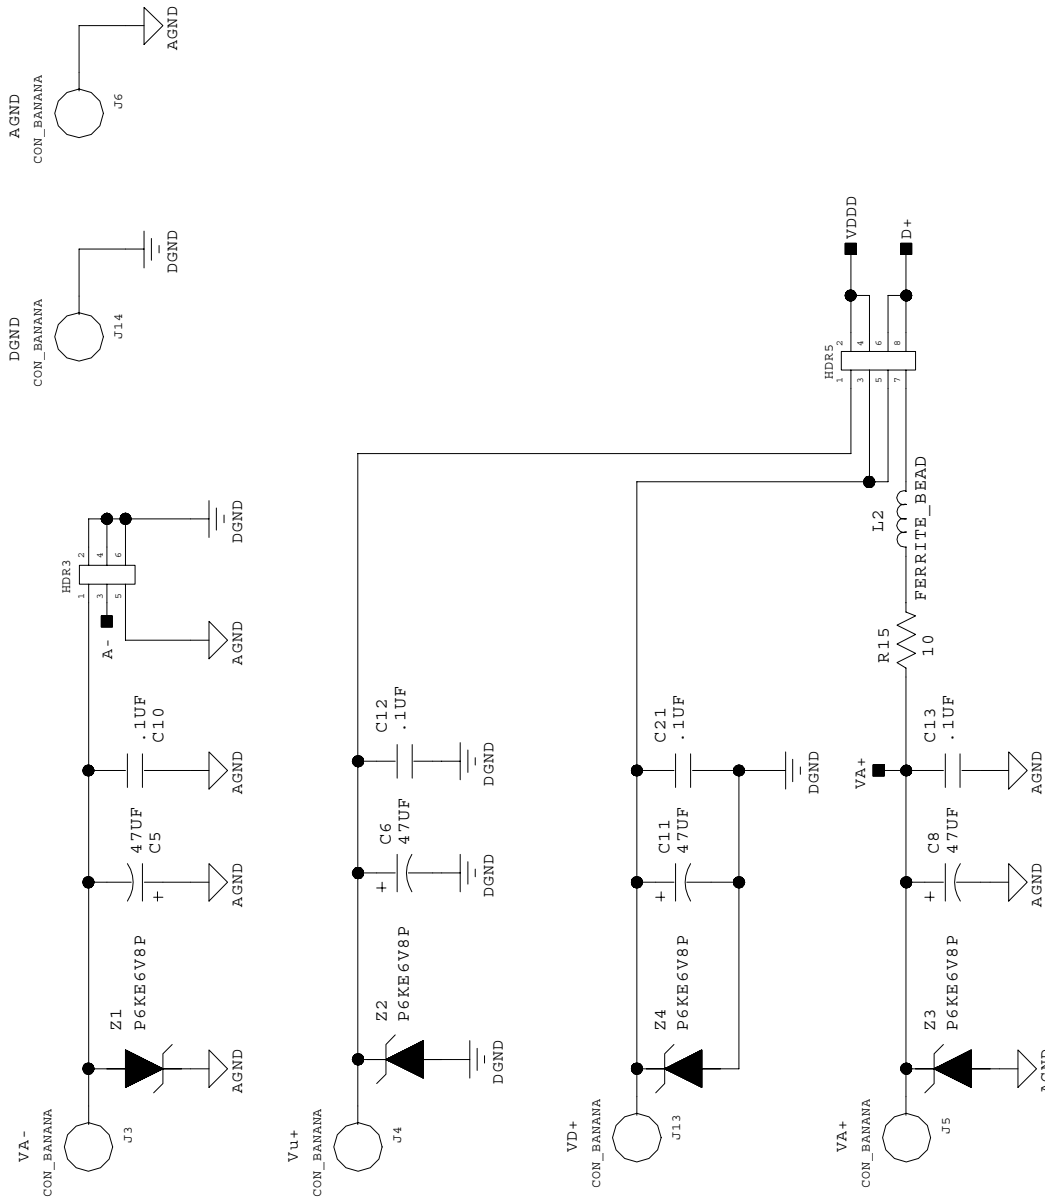 AGND
CON_BANANA
J6
AGND
DGND
CON_BANANA
J14
DGND
VA-
CON_BANANA
J3
Z1
P6KE6V8P
AGND
47UF
C5
+
AGND
.1UF
C10
AGND
HDR3
1
2
3
4
5
6
A-
AGND
DGND
Vu+
CON_BANANA
J4
Z2
P6KE6V8P
DGND
C6
47UF
+
DGND
C12
.1UF
DGND
VD+
CON_BANANA
J13
Z4
P6KE6V8P
C11
47UF
+
C21
.1UF
DGND
VA+
CON_BANANA
J5
Z3
P6KE6V8P
AGND
C8
47UF
+
AGND
VA+
C13
.1UF
AGND
R15
10
L2
FERRITE_BEAD
HDR5
1
2
3
4
5
6
7
8
VDDD
D+